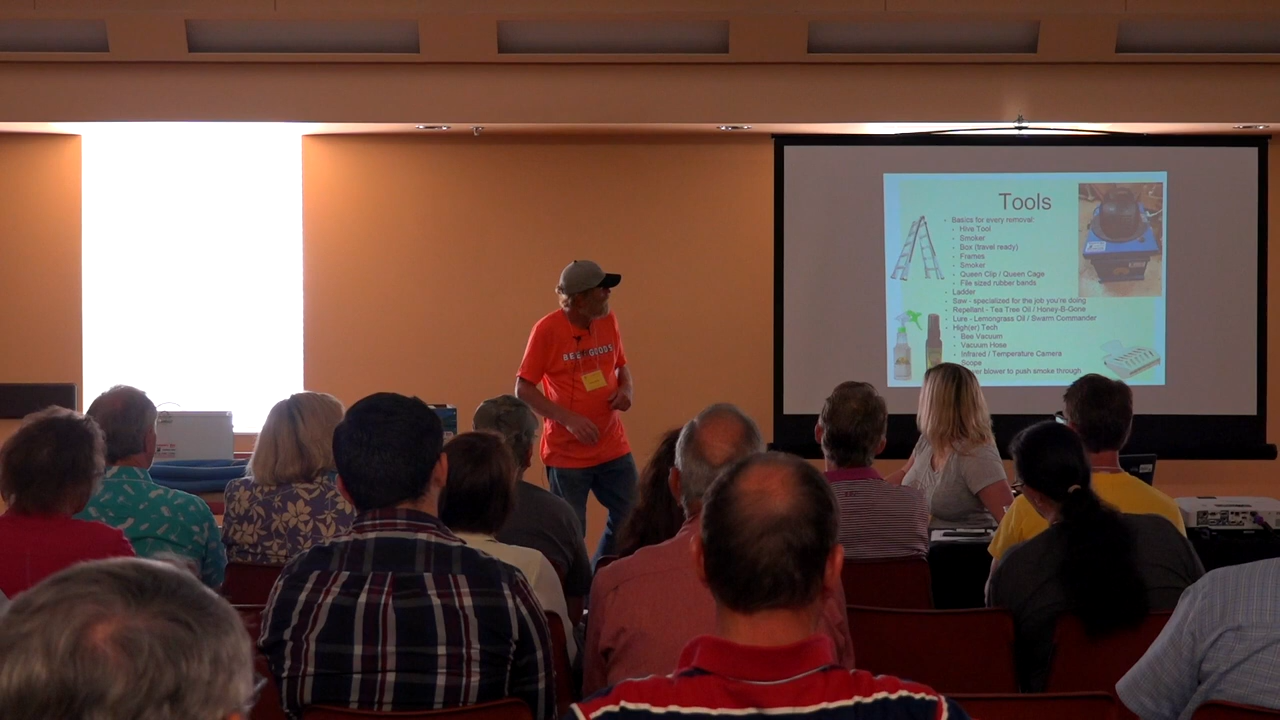 Tools
Basics for every removal:
Hive Tool
Smoker
Box (travel ready)
Frames
Smoker
Queen Clip / Queen Cage
File sized rubber bands
Ladder
Saw - specialized for the job you're doing
Repellant - Tea Tree Oil / Honey-B-Gone
Lure - Lemongrass Oil / Swarm Commander
High(er) Tech
Bee Vacuum
Vacuum Hose
Infrared / Temperature Camera
Scope
blower to push smoke through
GOODS